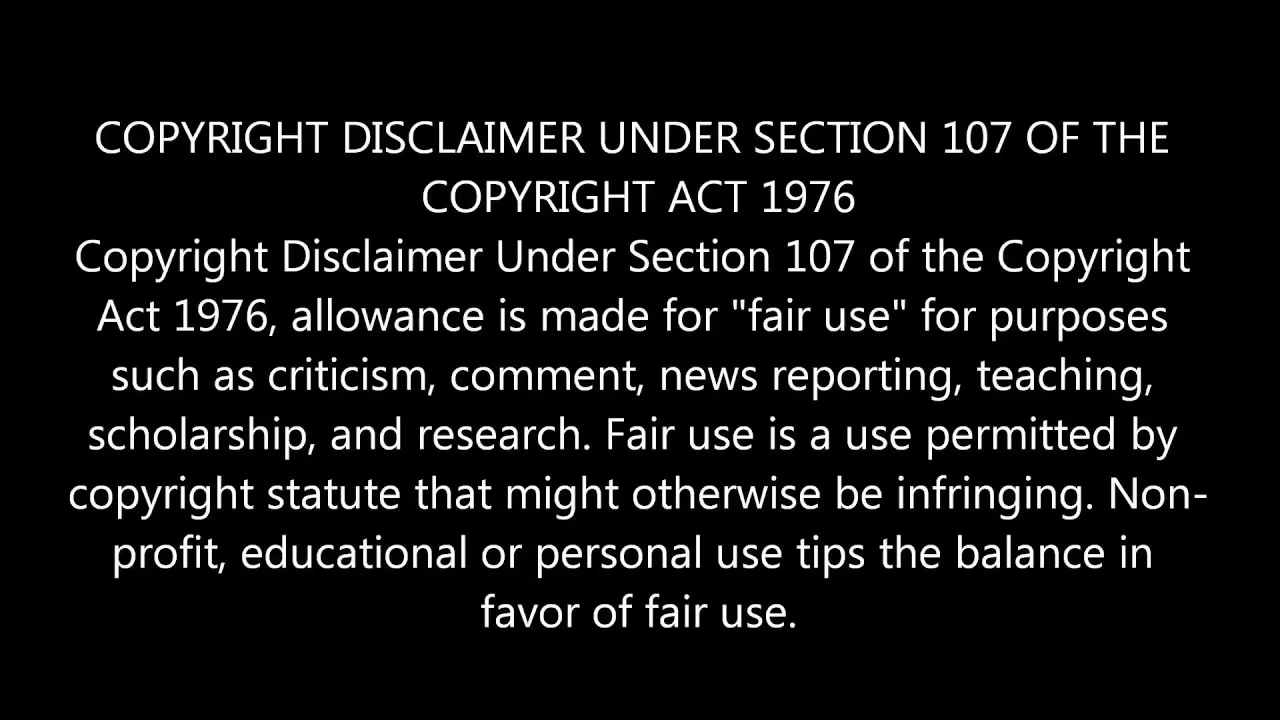 COPYRIGHT DISCLAIMER UNDER SECTION 107 OF THE
COPYRIGHT ACT 1976
Copyright Disclaimer Under Section 107 of the Copyright
Act 1976, allowance is made for "fair use" for purposes
such as criticism, comment, news reporting, teaching,
scholarship, and research. Fair use is a use permitted by
copyright statute that might otherwise be infringing. Non-
profit, educational or personal use tips the balance in
favor of fair use.